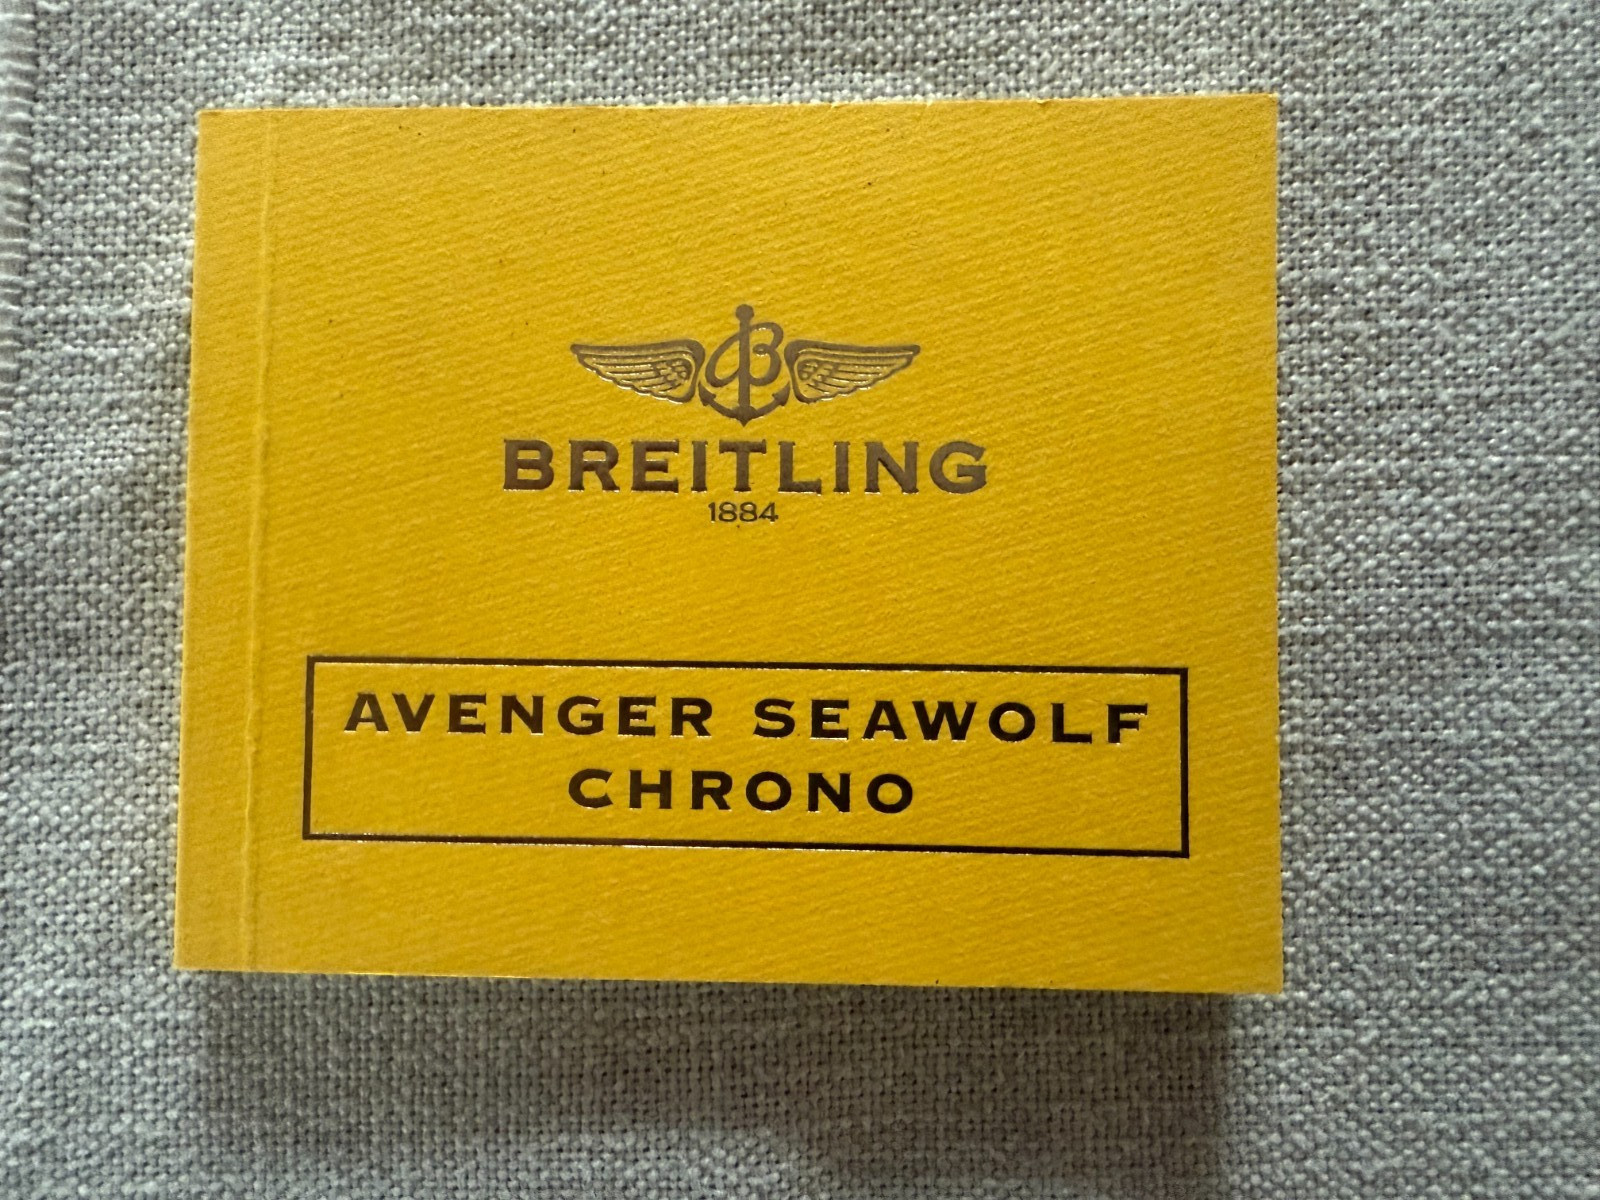 BREITLING
1884
AVENGER SEAWOLF
CHRONO